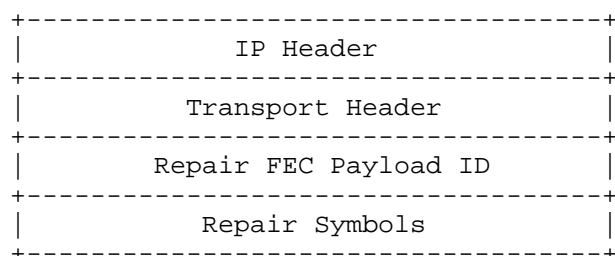 +------------------------------------+
|             IP Header              |
+------------------------------------+
|          Transport Header          |
+------------------------------------+
|       Repair FEC Payload ID        |
+------------------------------------+
|           Repair Symbols           |
+------------------------------------+